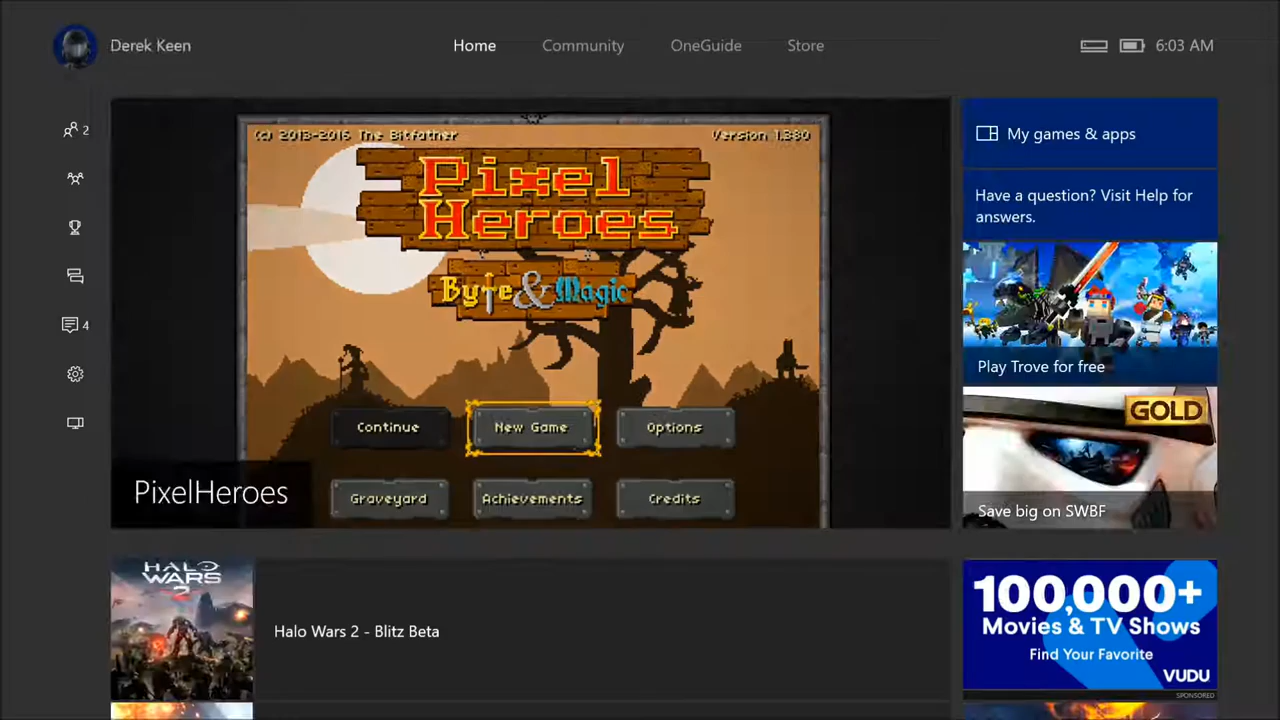 Derek Keen
Home
Community
OneGuide
Store
6:03 AM
2
4
(c) 2013-2016 The Bitfather
Version 1.380
Pixel
Heroes
Byte & Magic
Continue
New Game
Options
Graveyard
Achievements
Credits
PixelHeroes
My games & apps
Have a question? Visit Help for
answers.
Play Trove for free
GOLD
Save big on SWBF
HALO
WARS
2
Halo Wars 2 - Blitz Beta
100,000+
Movies & TV Shows
Find Your Favorite
VUDU
SPONSORED